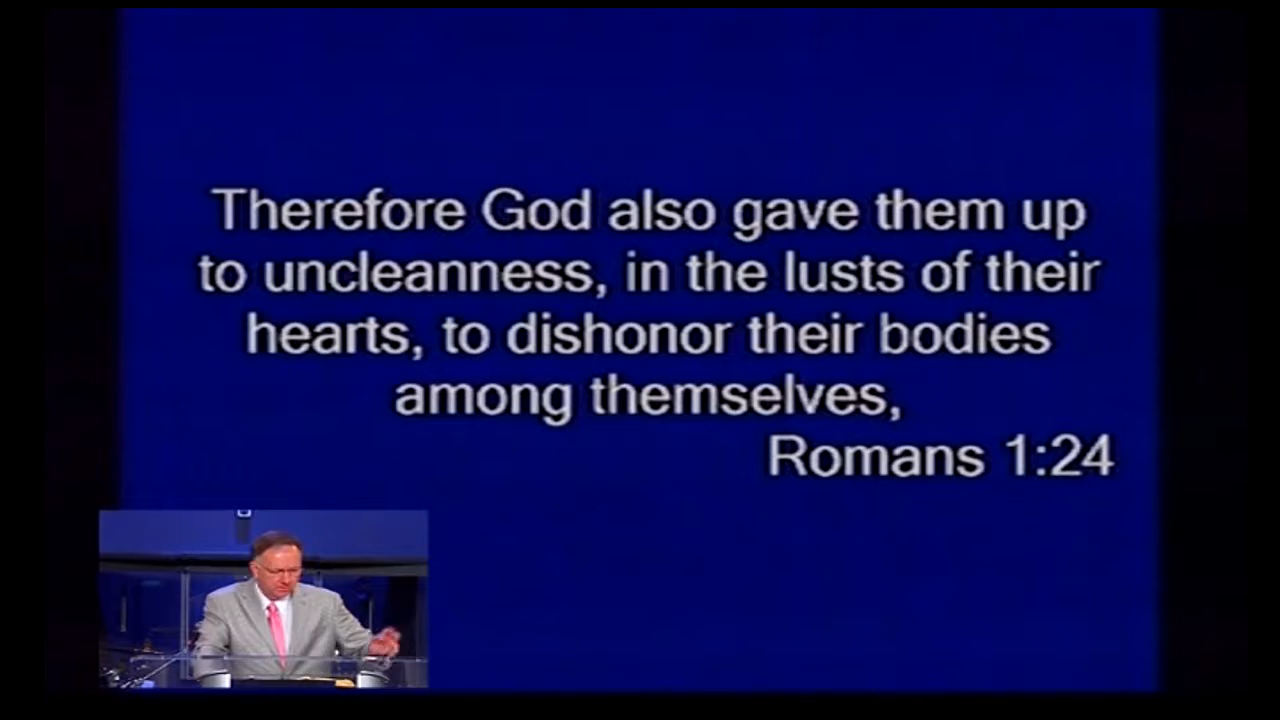 Therefore God also gave them up
to uncleanness, in the lusts of their
hearts, to dishonor their bodies
among themselves,
Romans 1:24